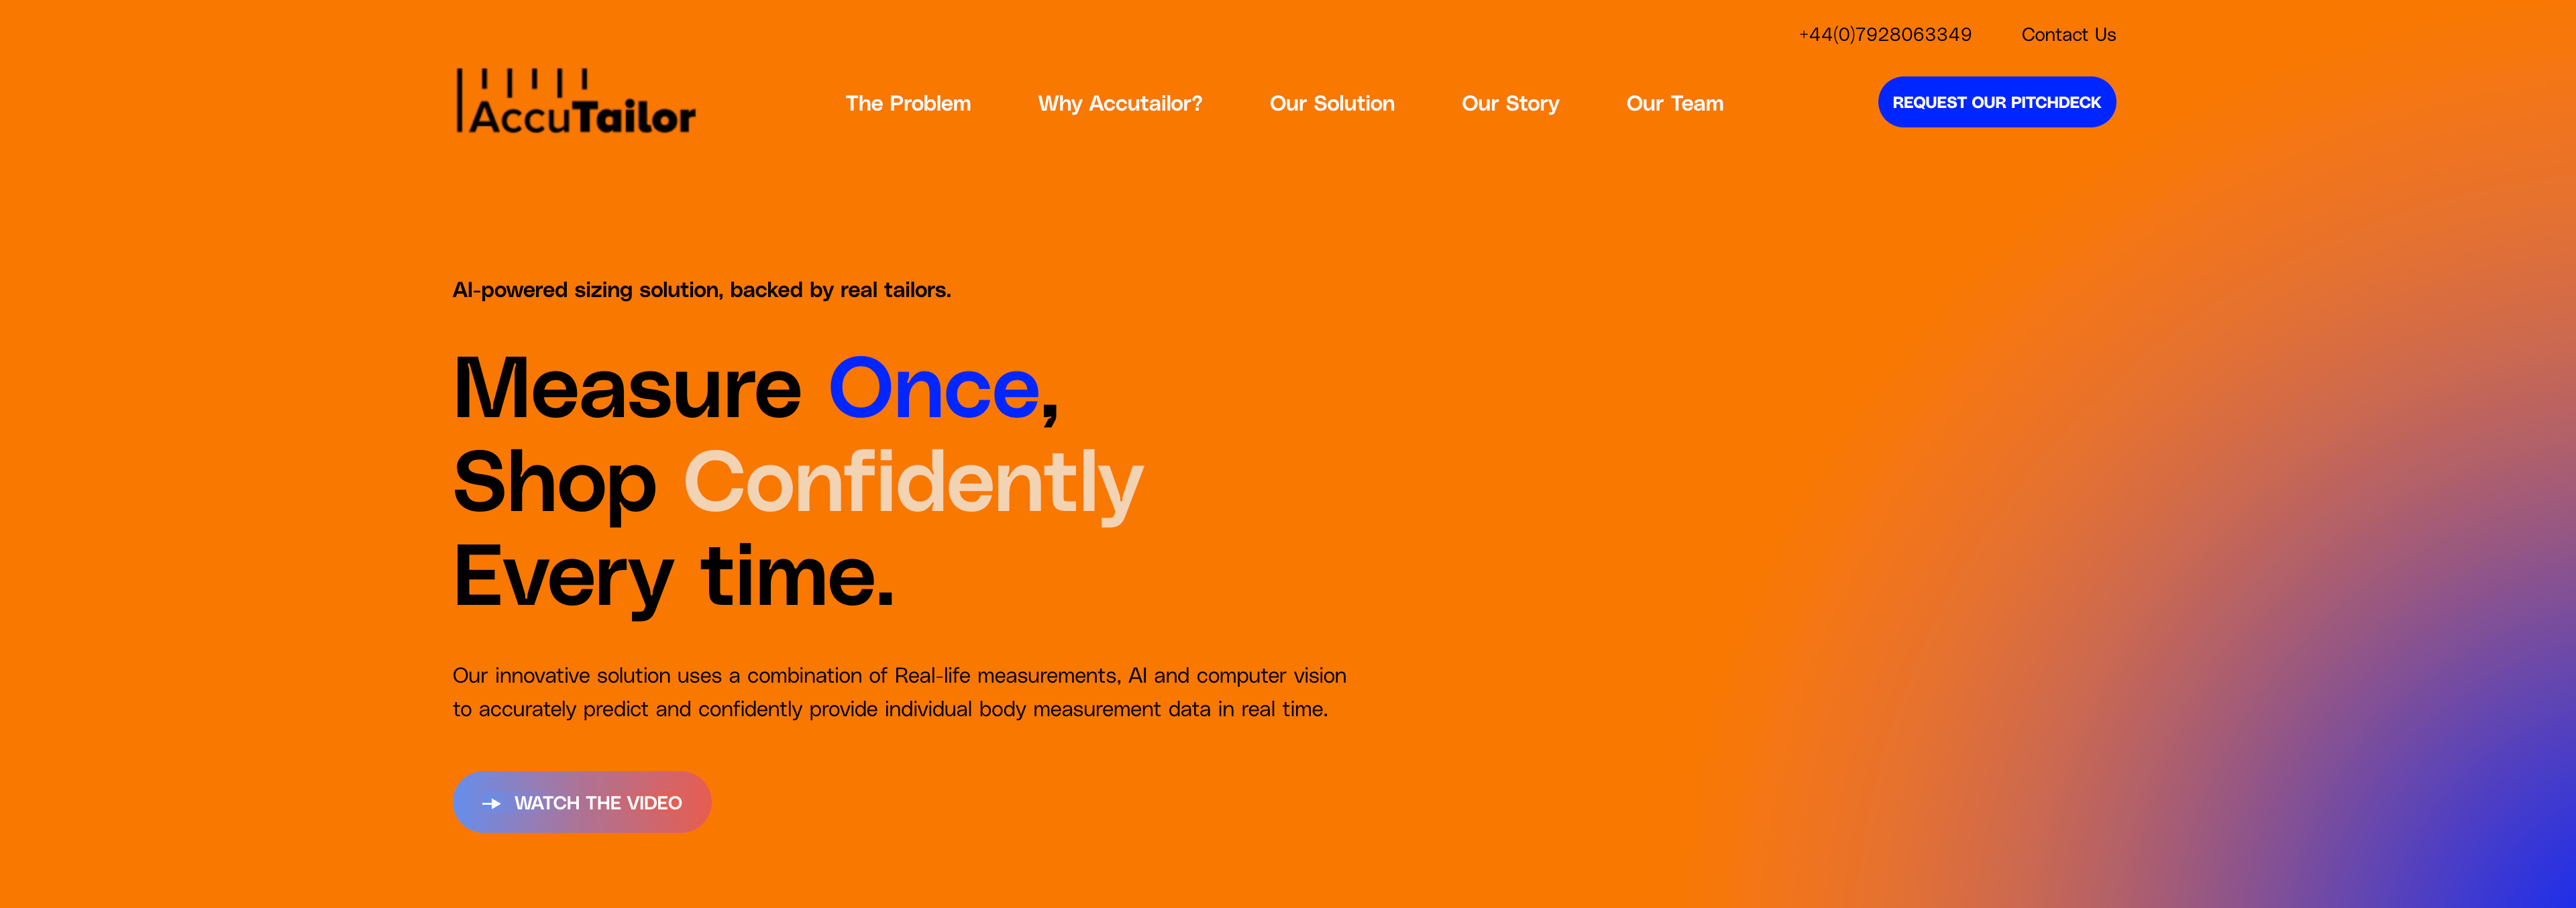 +44(0)7928063349 Contact Us
AccuTailor The Problem Why Accutailor? Our Solution Our Story Our Team REQUEST OUR PITCHDECK
AI-powered sizing solution, backed by real tailors.
Measure Once,
Shop Confidently
Every time.
Our innovative solution uses a combination of Real-life measurements, AI and computer vision
to accurately predict and confidently provide individual body measurement data in real time.
WATCH THE VIDEO